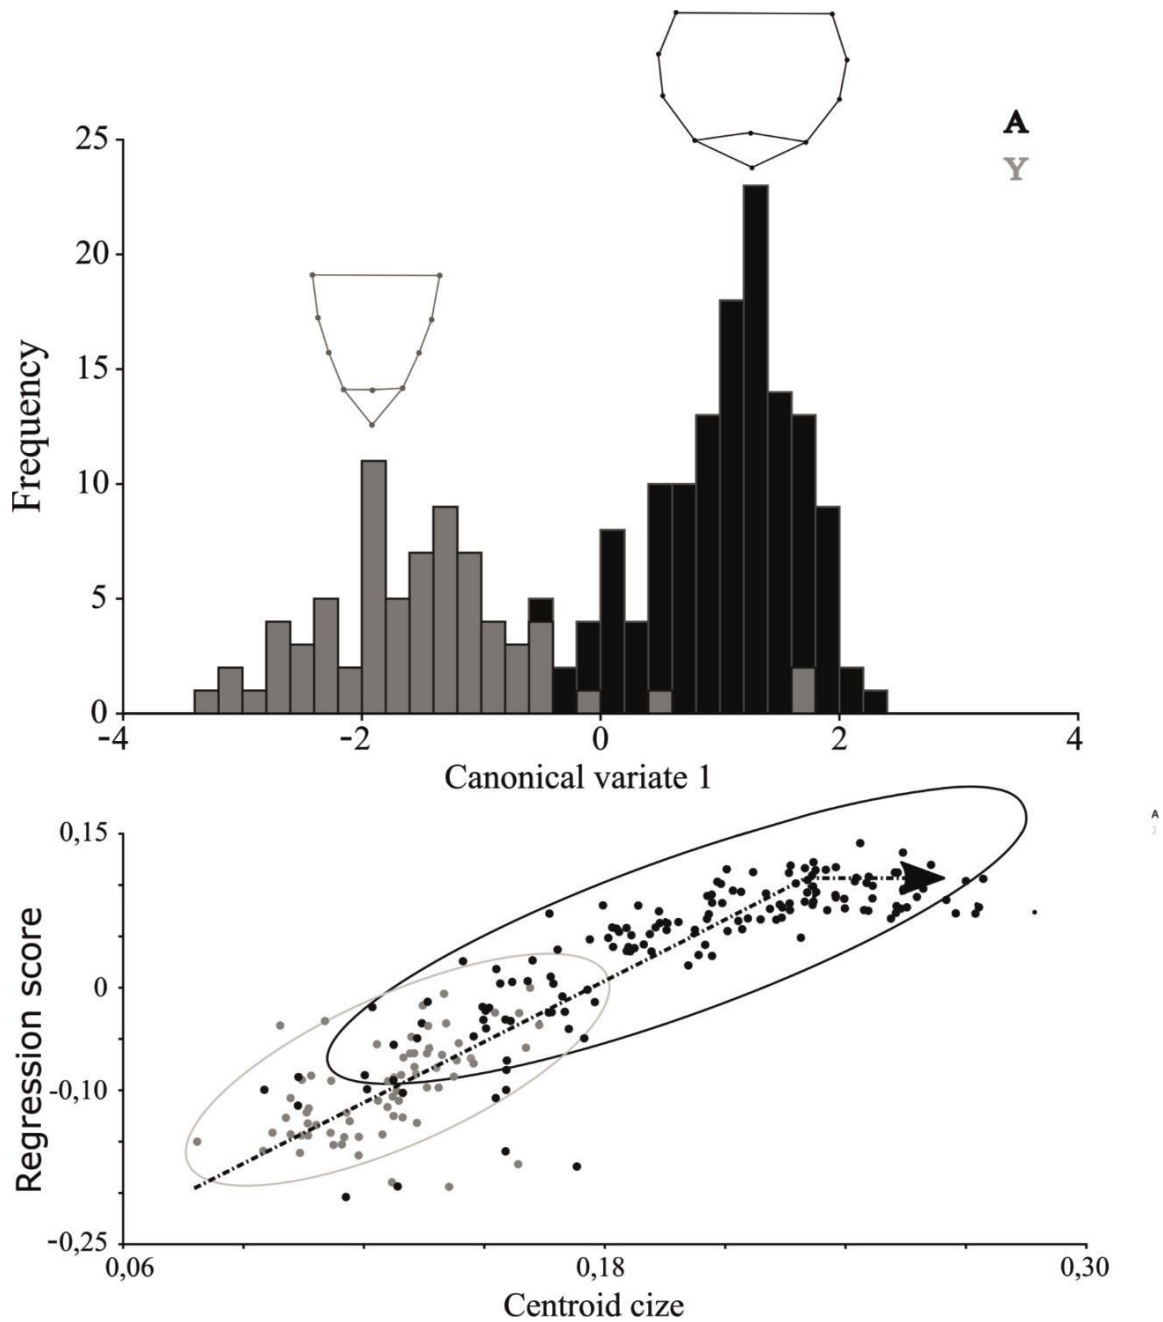 A
Y
25
20
15
10
5
0
Frequency
-4
-2
0
2
4
Canonical variate 1
A
J
0,15
0
-0,10
-0,25
Regression score
0,06
0,18
0,30
Centroid cize